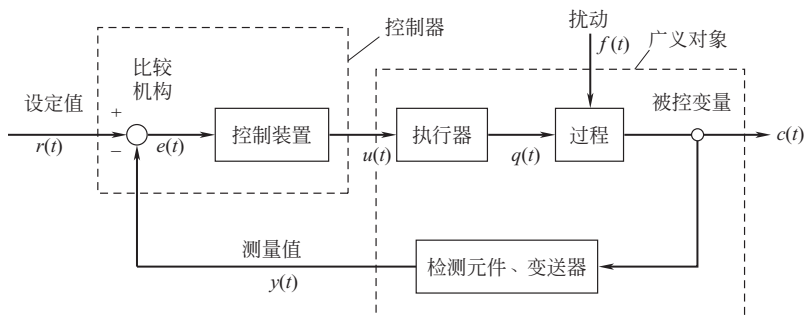 扰动
f(t)
控制器
广义对象
比较
机构
设定值
r(t)
+
−
e(t)
控制装置
u(t)
执行器
q(t)
过程
被控变量
c(t)
测量值
y(t)
检测元件、变送器